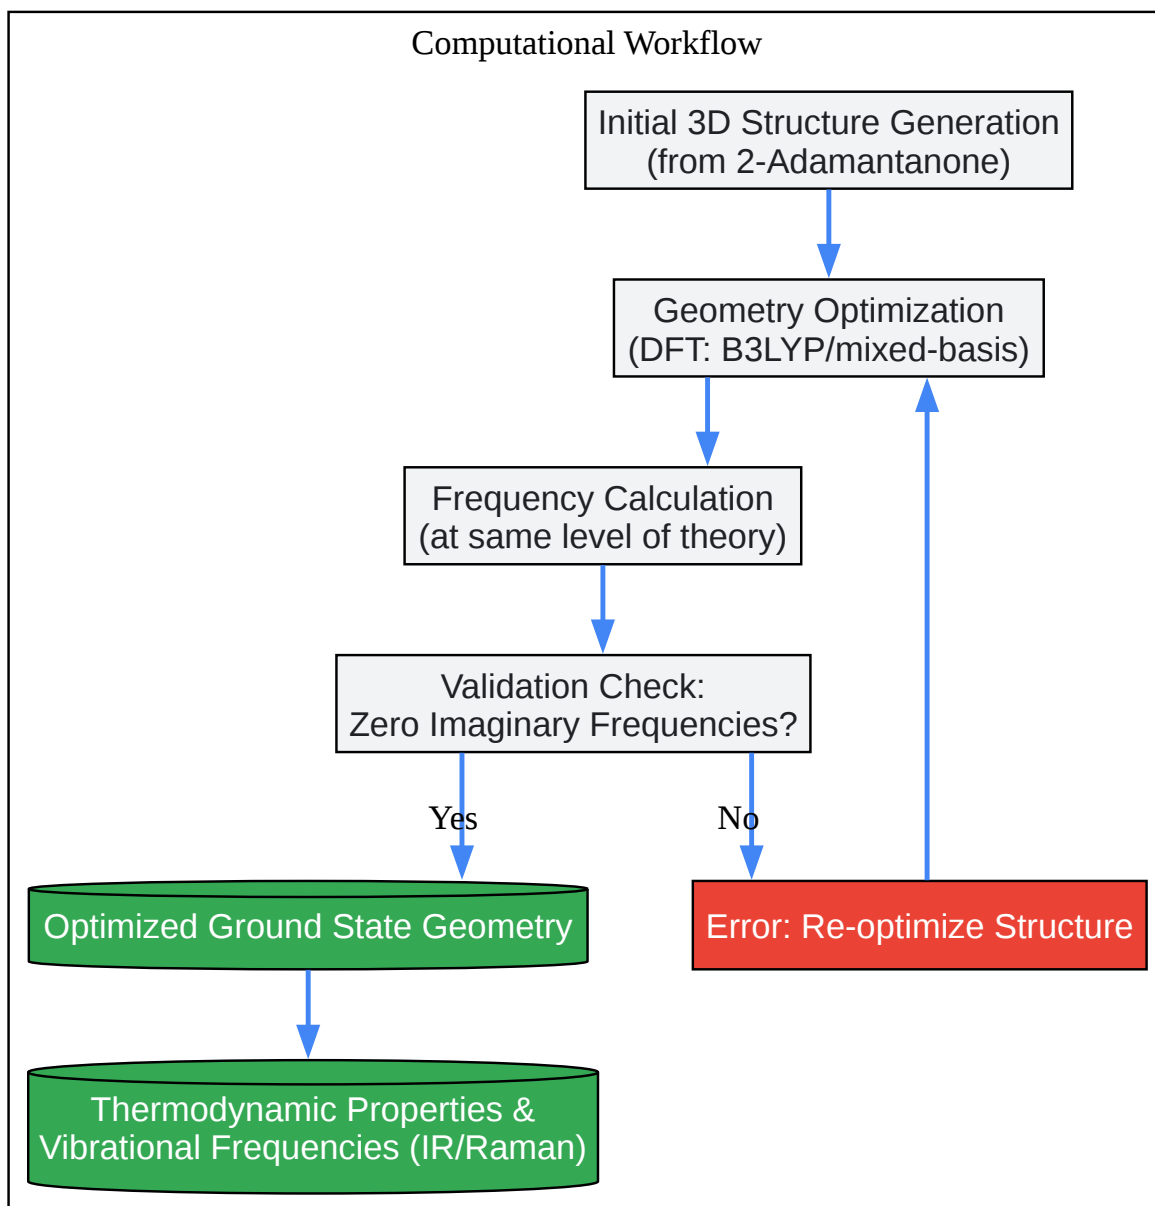 Computational Workflow
Initial 3D Structure Generation
(from 2-Adamantanone)
Geometry Optimization
(DFT: B3LYP/mixed-basis)
Frequency Calculation
(at same level of theory)
Validation Check:
Zero Imaginary Frequencies?
Yes
No
Optimized Ground State Geometry
Error: Re-optimize Structure
Thermodynamic Properties &
Vibrational Frequencies (IR/Raman)